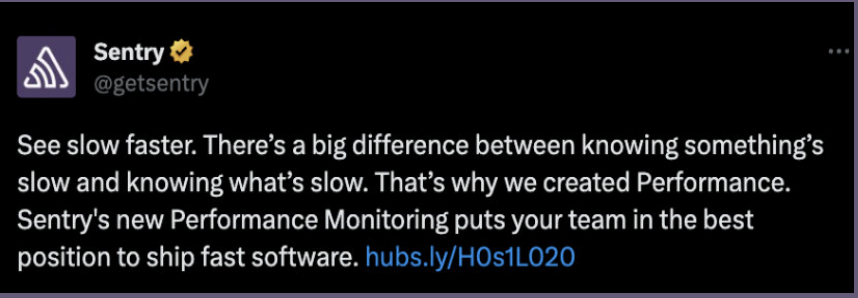 Sentry
@getsentry
See slow faster. There’s a big difference between knowing something’s
slow and knowing what’s slow. That’s why we created Performance.
Sentry's new Performance Monitoring puts your team in the best
position to ship fast software. hubs.ly/H0s1L020